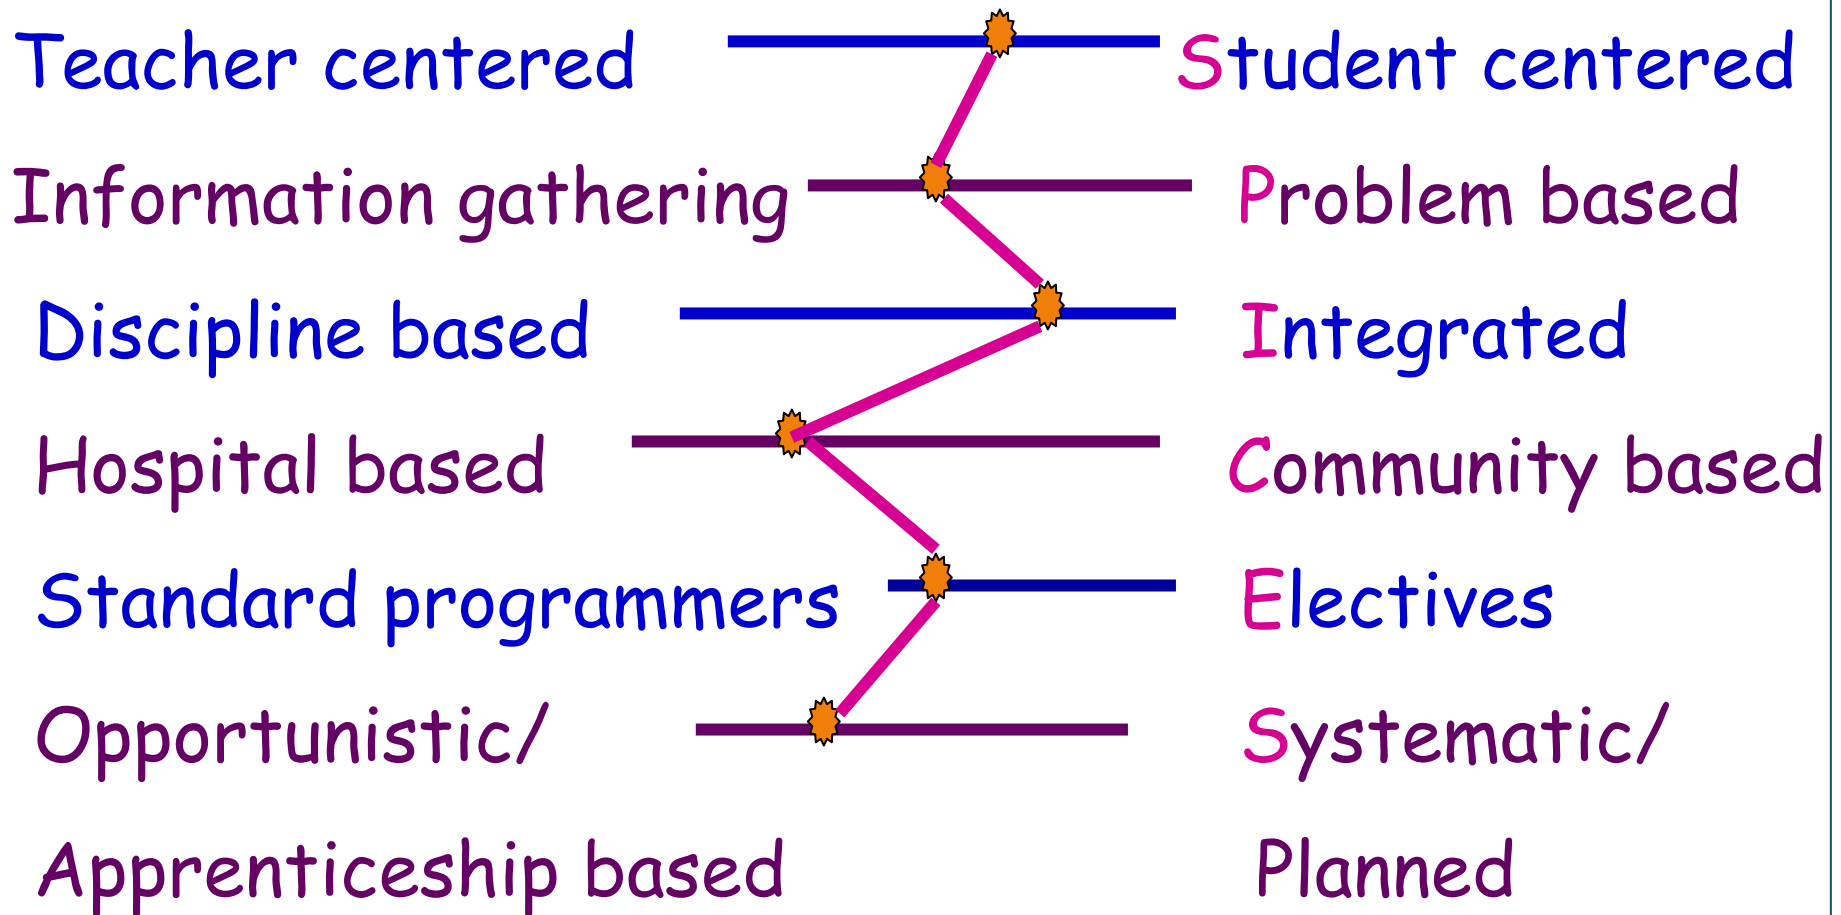 Teacher centered Student centered
Information gathering Problem based
Discipline based Integrated
Hospital based Community based
Standard programmers Electives
Opportunistic/ Systematic/
Apprenticeship based Planned